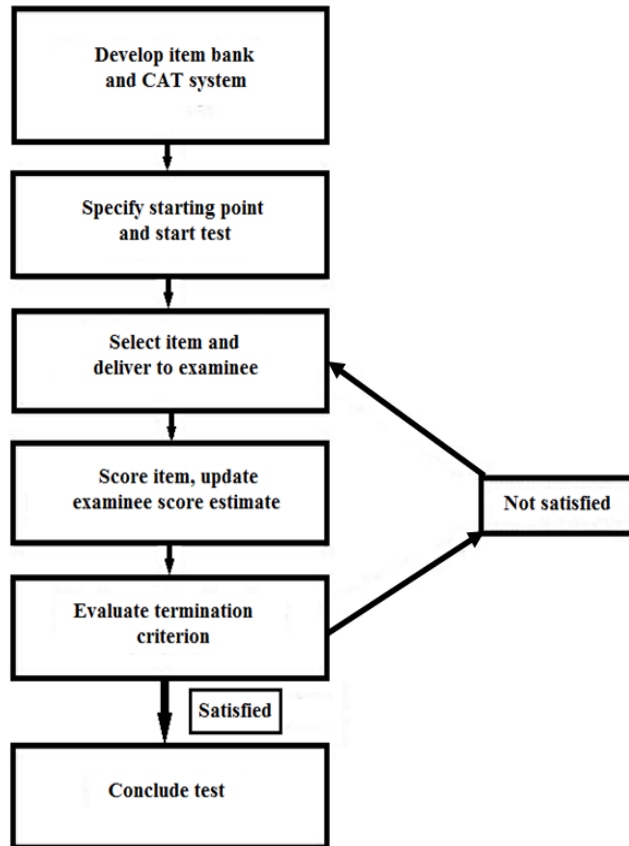 Develop item bank
and CAT system
Specify starting point
and start test
Select item and
deliver to examinee
Score item, update
examinee score estimate
Not satisfied
Evaluate termination
criterion
Satisfied
Conclude test